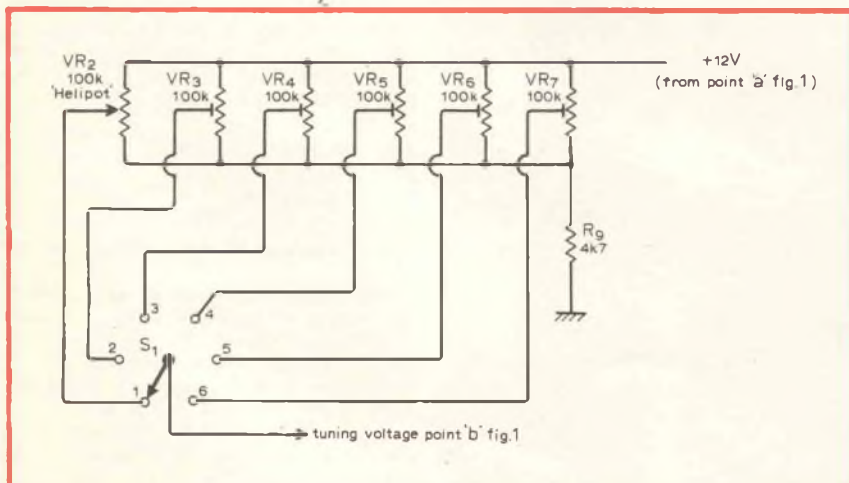 VR2
100k
'Helipot'
VR3
100k
VR4
100k
VR5
100k
VR6
100k
VR7
100k
+12V
(from point 'a' fig.1)
R9
4k7
3
4
2
S1
5
1
6
tuning voltage point 'b' fig.1